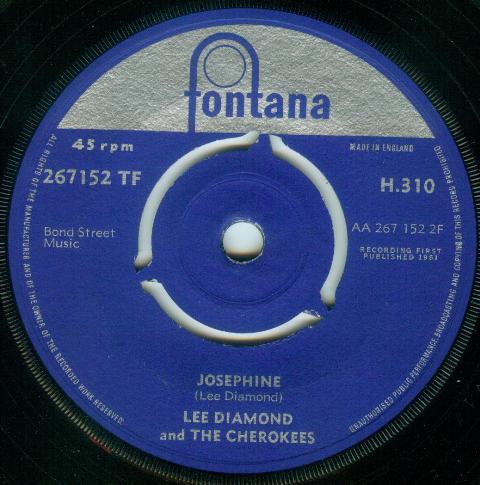 fontana
45 rpm
MADE IN ENGLAND
267152 TF
H.310
Bond Street
Music
AA 267 152 2F
RECORDING FIRST
PUBLISHED 1961
JOSEPHINE
(Lee Diamond)
LEE DIAMOND
and THE CHEROKEES
ALL RIGHTS OF THE MANUFACTURER AND OF THE OWNER OF THE RECORDED WORK RESERVED
UNAUTHORISED PUBLIC PERFORMANCE, BROADCASTING AND COPYING OF THIS RECORD PROHIBITED